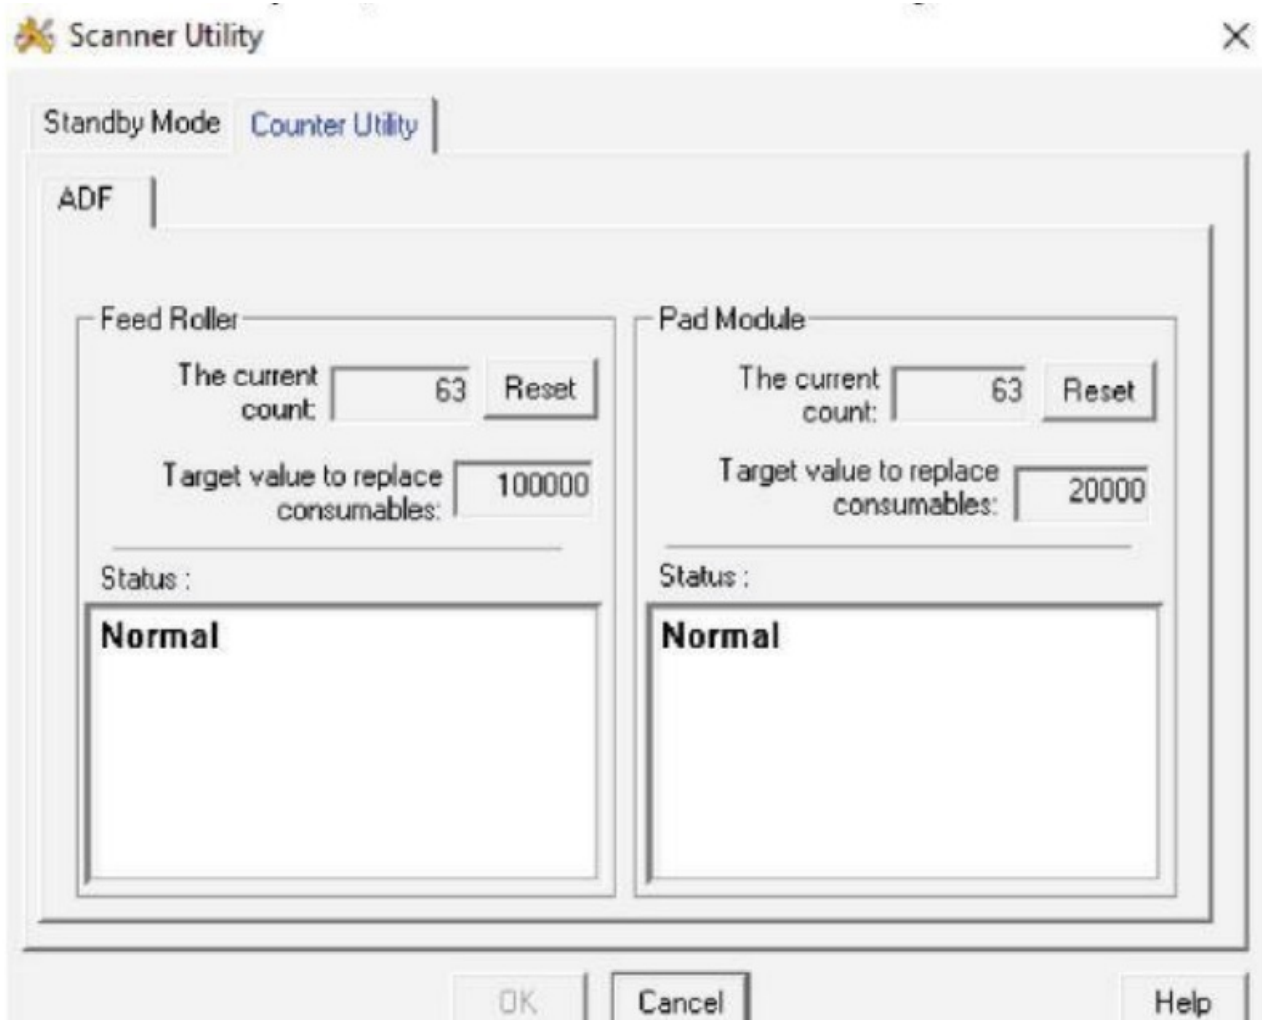 Scanner Utility
Standby Mode Counter Utility
ADF
Feed Roller
The current
count:
63
Reset
Target value to replace
consumables:
100000
Status :
Normal
Pad Module
The current
count:
63
Reset
Target value to replace
consumables:
20000
Status :
Normal
OK Cancel Help